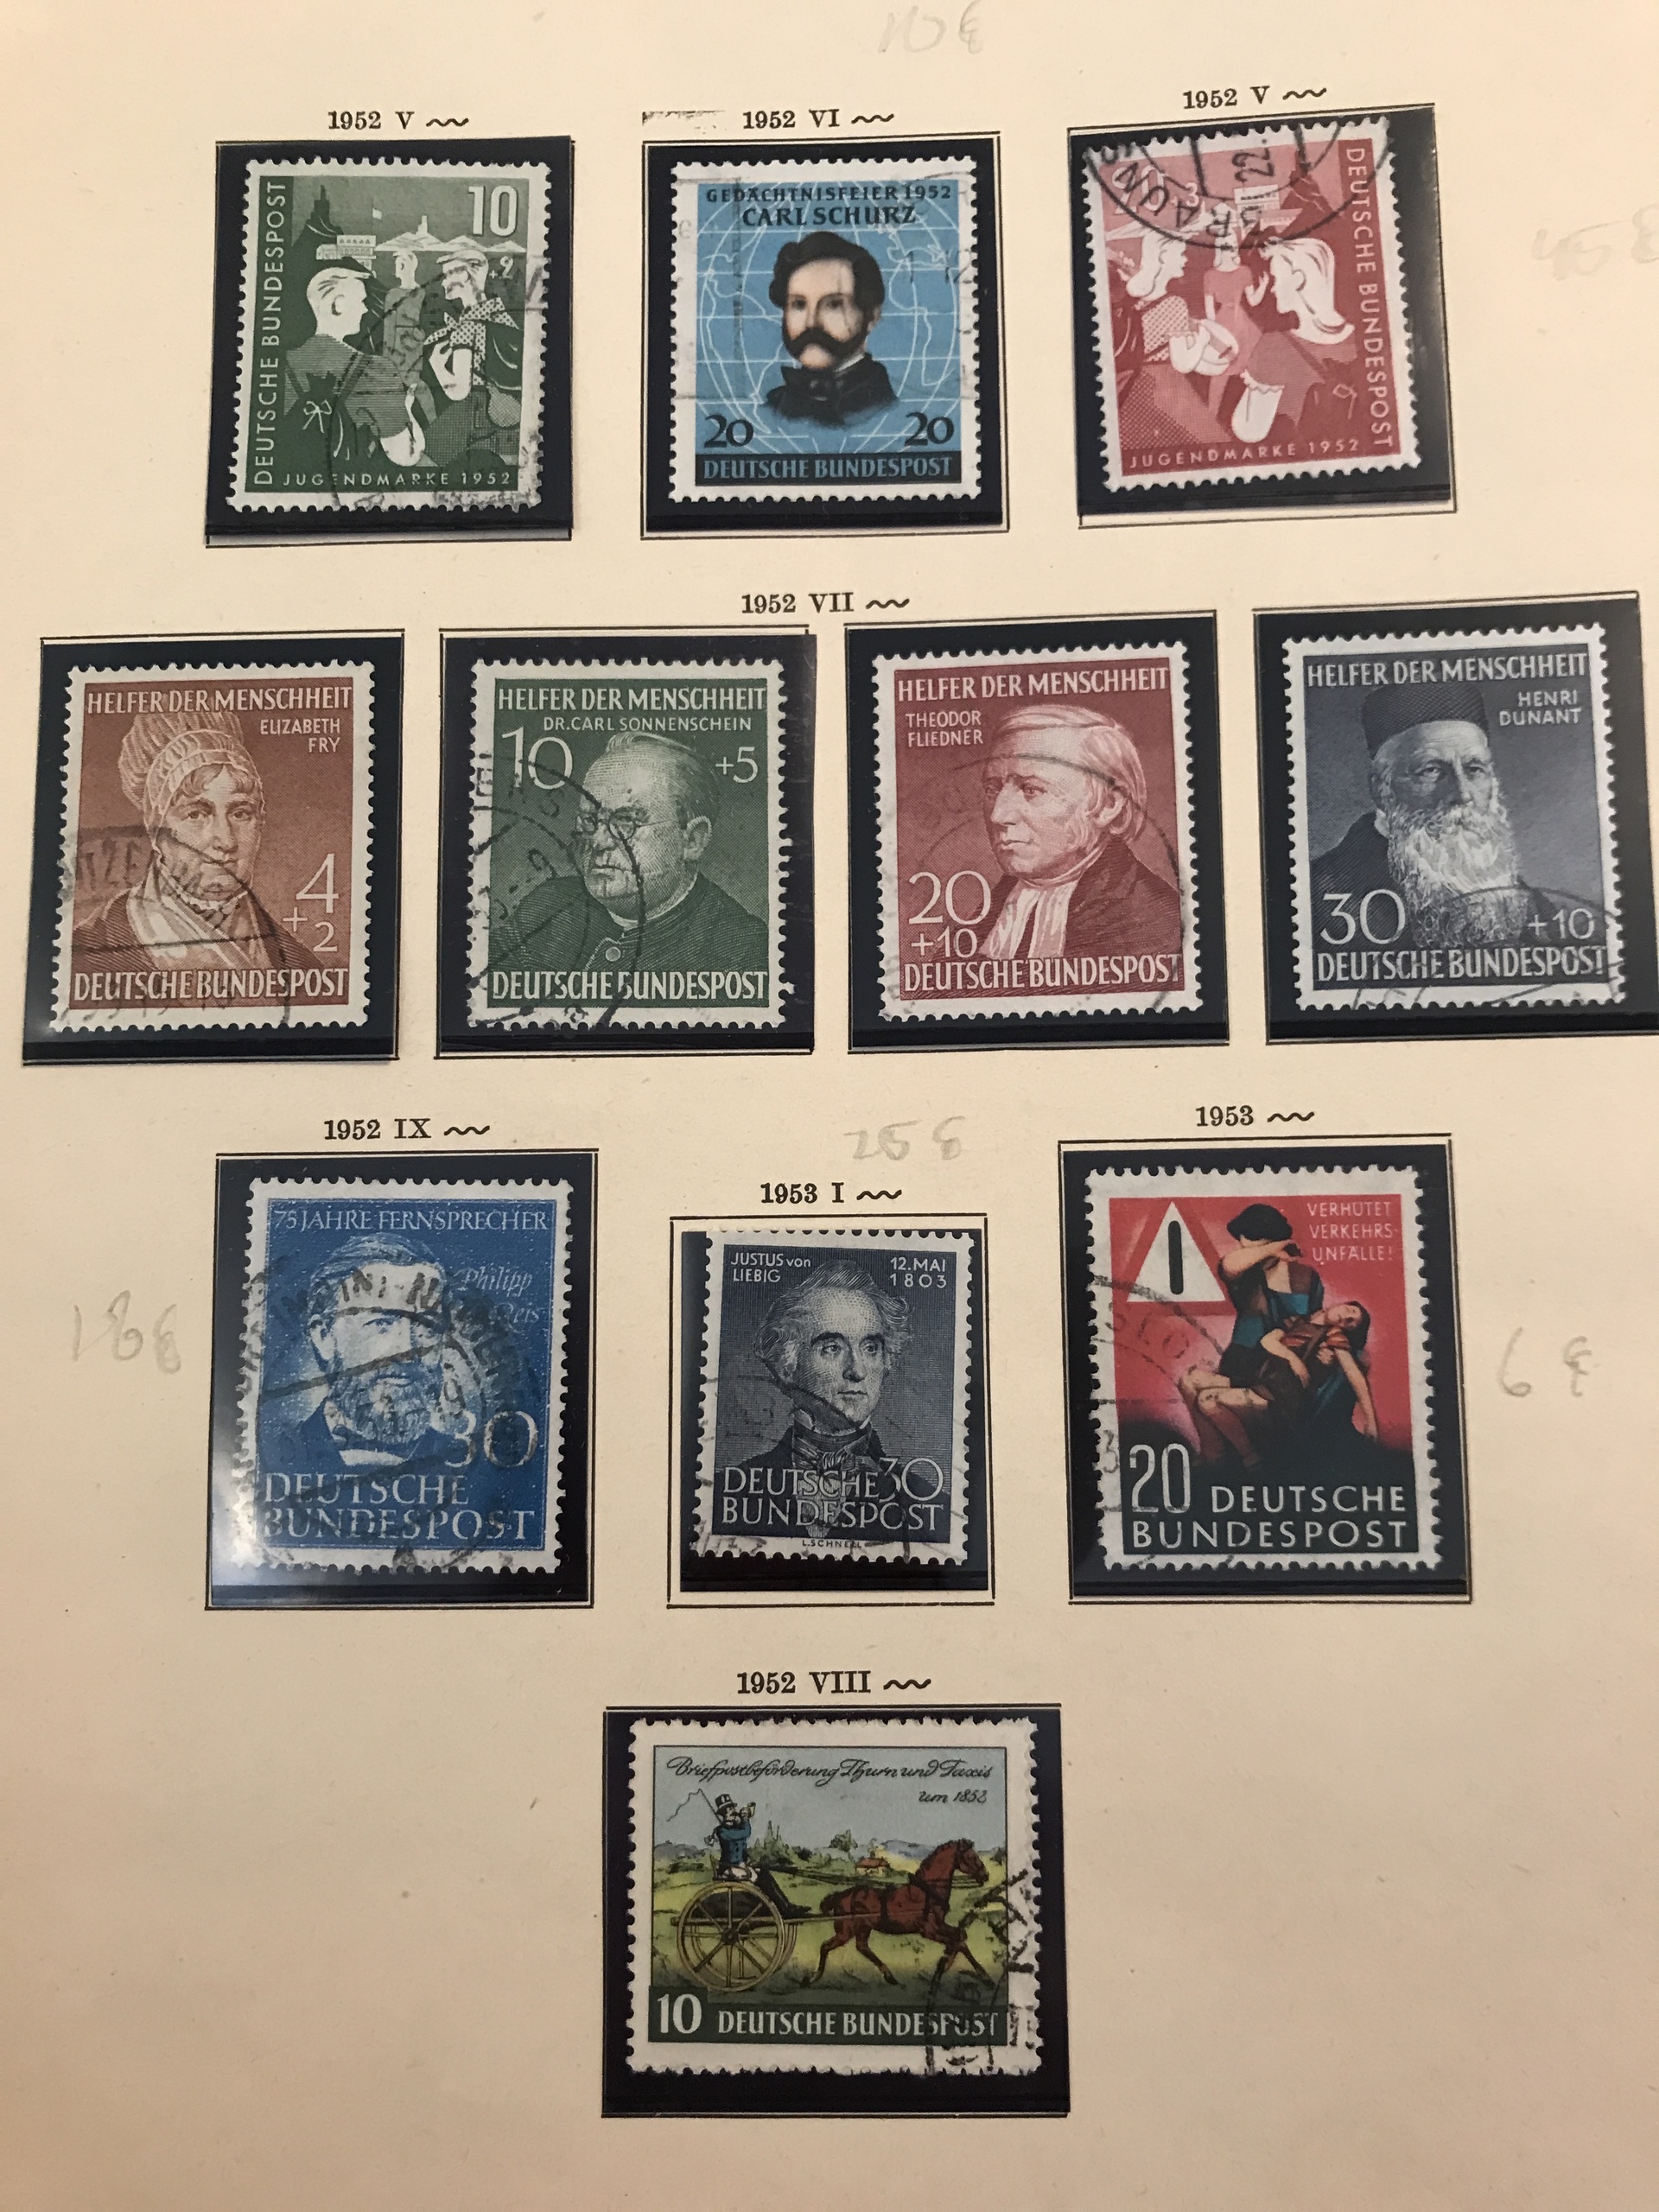 1952 V
1952 VI
1952 V
DEUTSCHE BUNDESPOST
10
+2
JUGENDMARKE 1952
GEDÄCHTNISFEIER 1952
CARL SCHURZ
20 20
DEUTSCHE BUNDESPOST
BRAUN
22.
DEUTSCHE BUNDESPOST
JUGENDMARKE 1952
1952 VII
HELFER DER MENSCHHEIT
ELIZABETH
FRY
4
+2
DEUTSCHE BUNDESPOST
HELFER DER MENSCHHEIT
DR. CARL SONNENSCHEIN
10 +5
DEUTSCHE BUNDESPOST
HELFER DER MENSCHHEIT
THEODOR
FLIEDNER
20
+10
DEUTSCHE BUNDESPOST
HELFER DER MENSCHHEIT
HENRI
DUNANT
30 +10
DEUTSCHE BUNDESPOST
1952 IX
1953 I
1953
75 JAHRE FERNSPRECHER
Philipp
Reis
30
DEUTSCHE
BUNDESPOST
JUSTUS von
LIEBIG
12. MAI
1803
DEUTSCHE 30
BUNDESPOST
L. SCHNELL
VERHÜTET
VERKEHRS-
UNFÄLLE!
20 DEUTSCHE
BUNDESPOST
1952 VIII
Briefpostbeförderung Thurn und Taxis
um 1852
10 DEUTSCHE BUNDESPOST